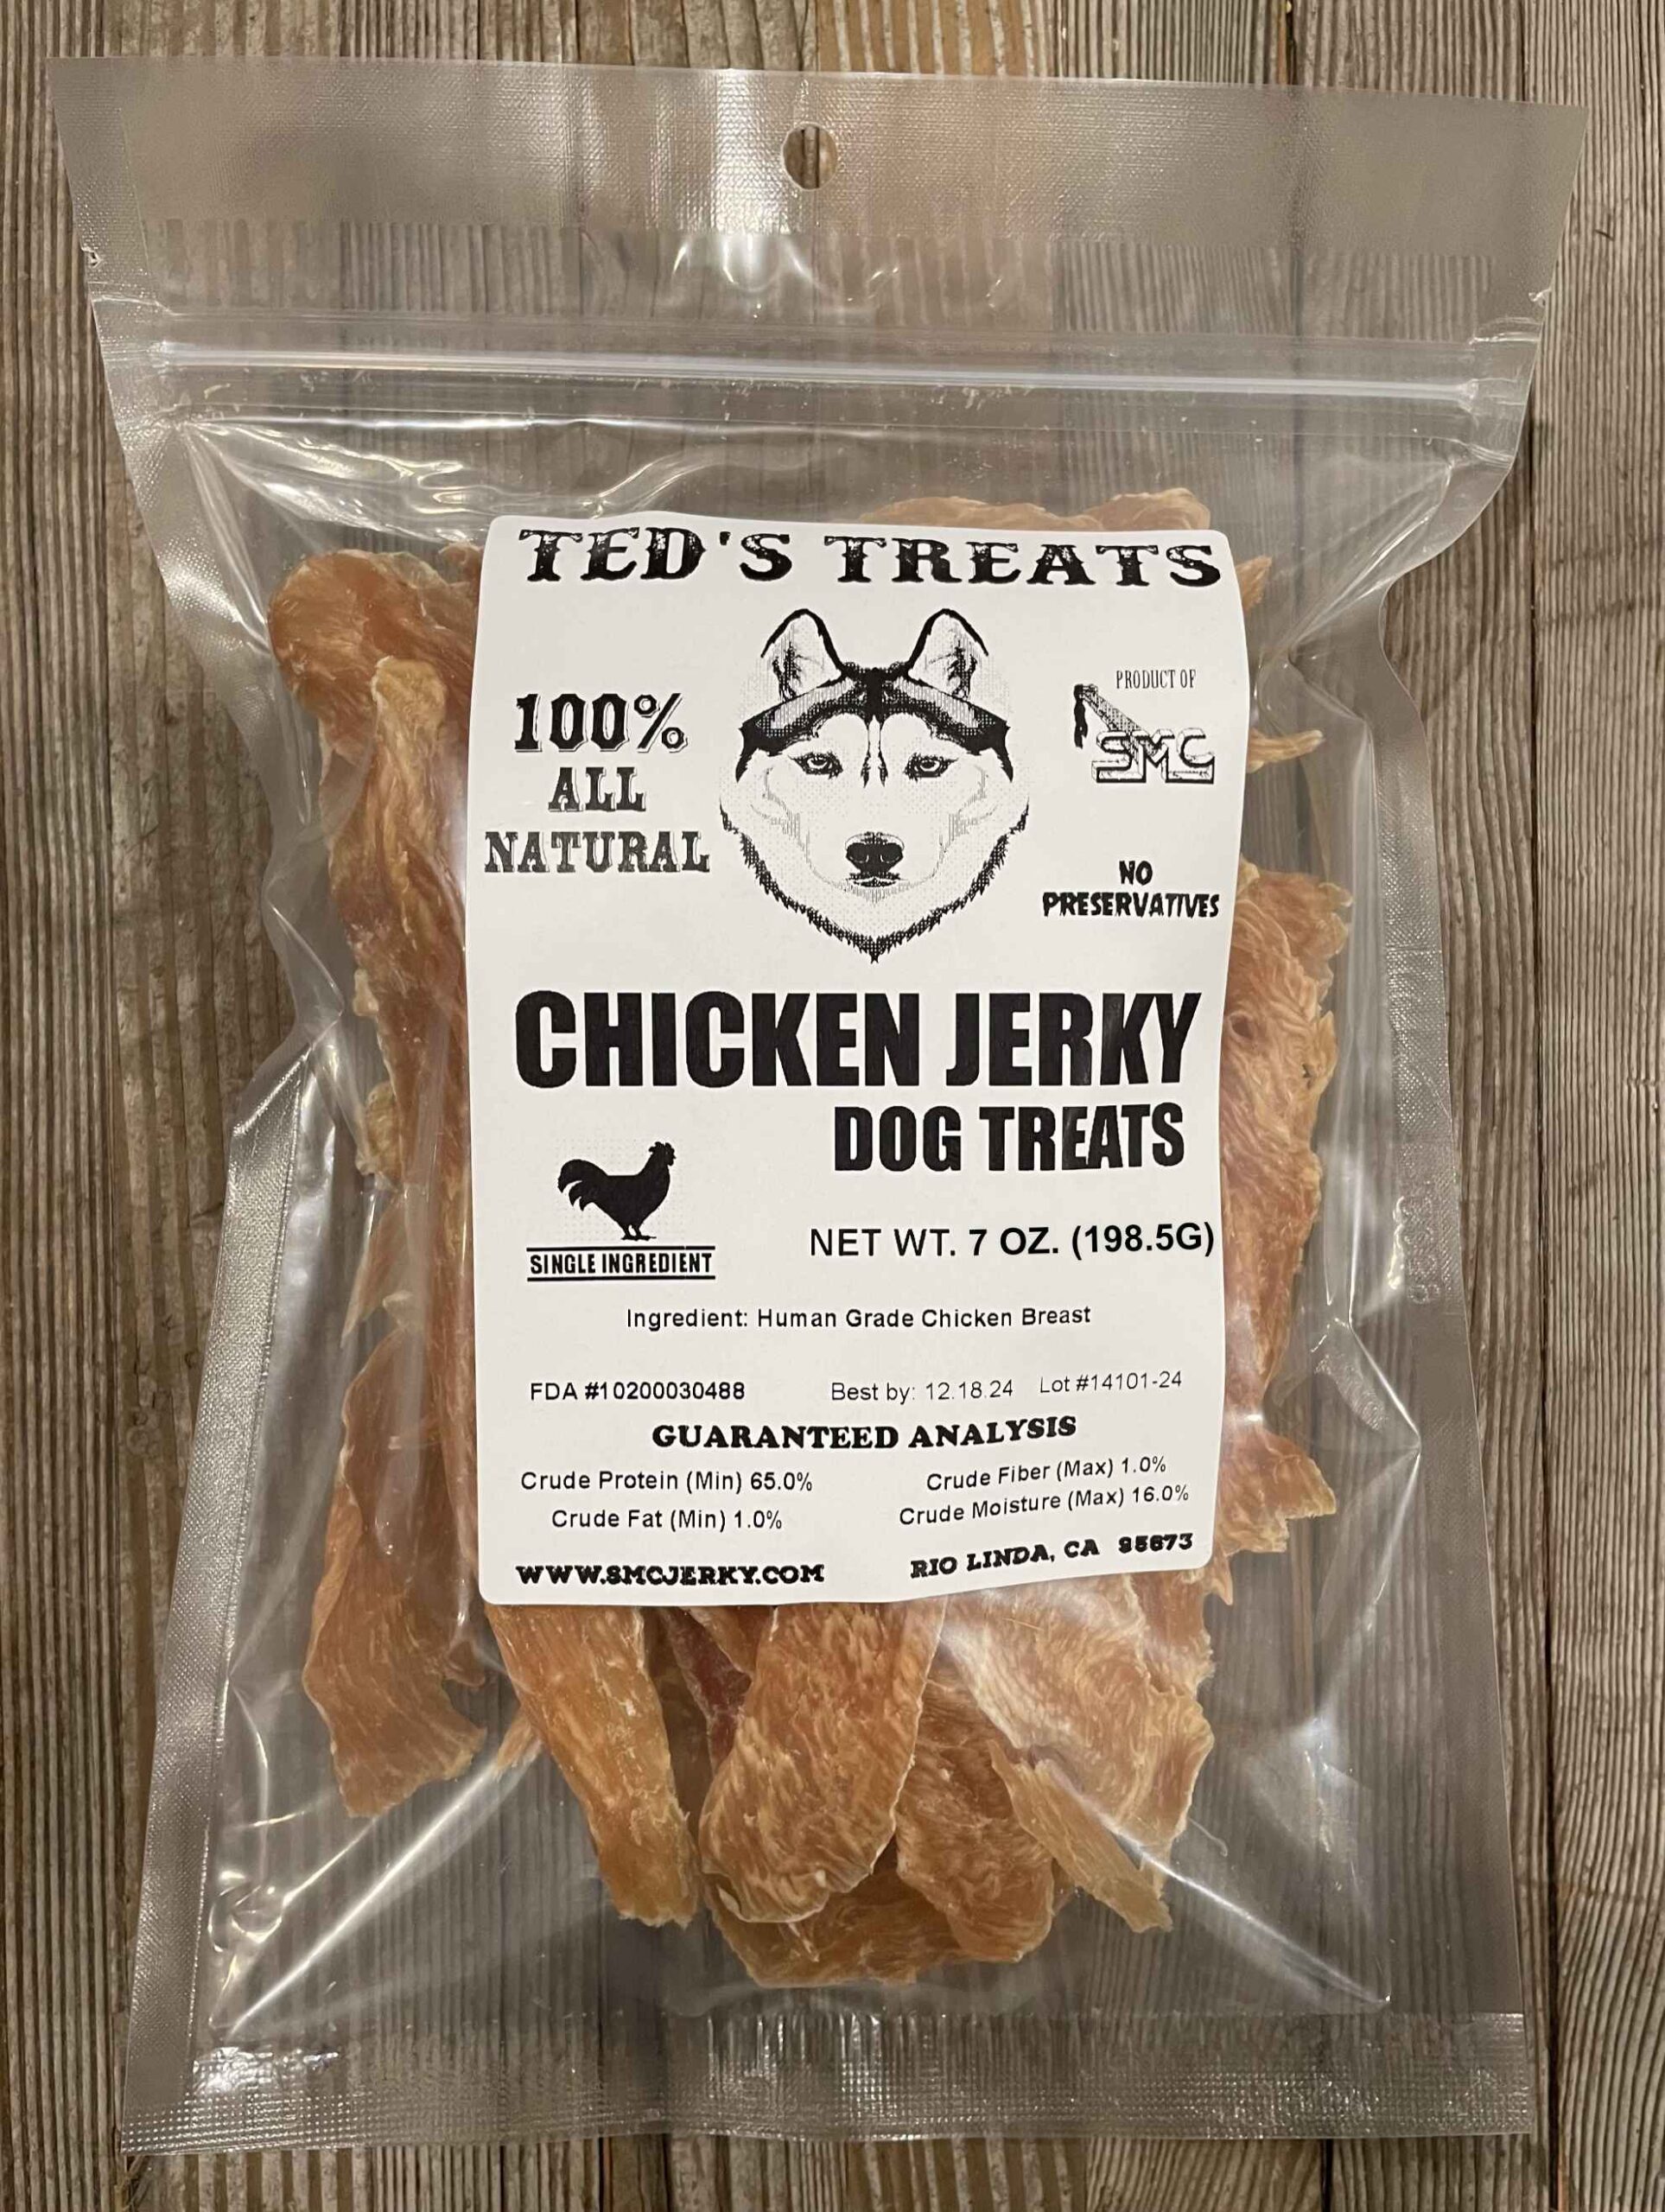 TED'S TREATS
100%
ALL
NATURAL
PRODUCT OF
SMC
NO
PRESERVATIVES
CHICKEN JERKY
DOG TREATS
SINGLE INGREDIENT
NET WT. 7 OZ. (198.5G)
Ingredient: Human Grade Chicken Breast
FDA #10200030488 Best by: 12.18.24 Lot #14101-24
GUARANTEED ANALYSIS
Crude Protein (Min) 65.0% Crude Fiber (Max) 1.0%
Crude Fat (Min) 1.0% Crude Moisture (Max) 16.0%
WWW.SMCJERKY.COM RIO LINDA, CA 95673